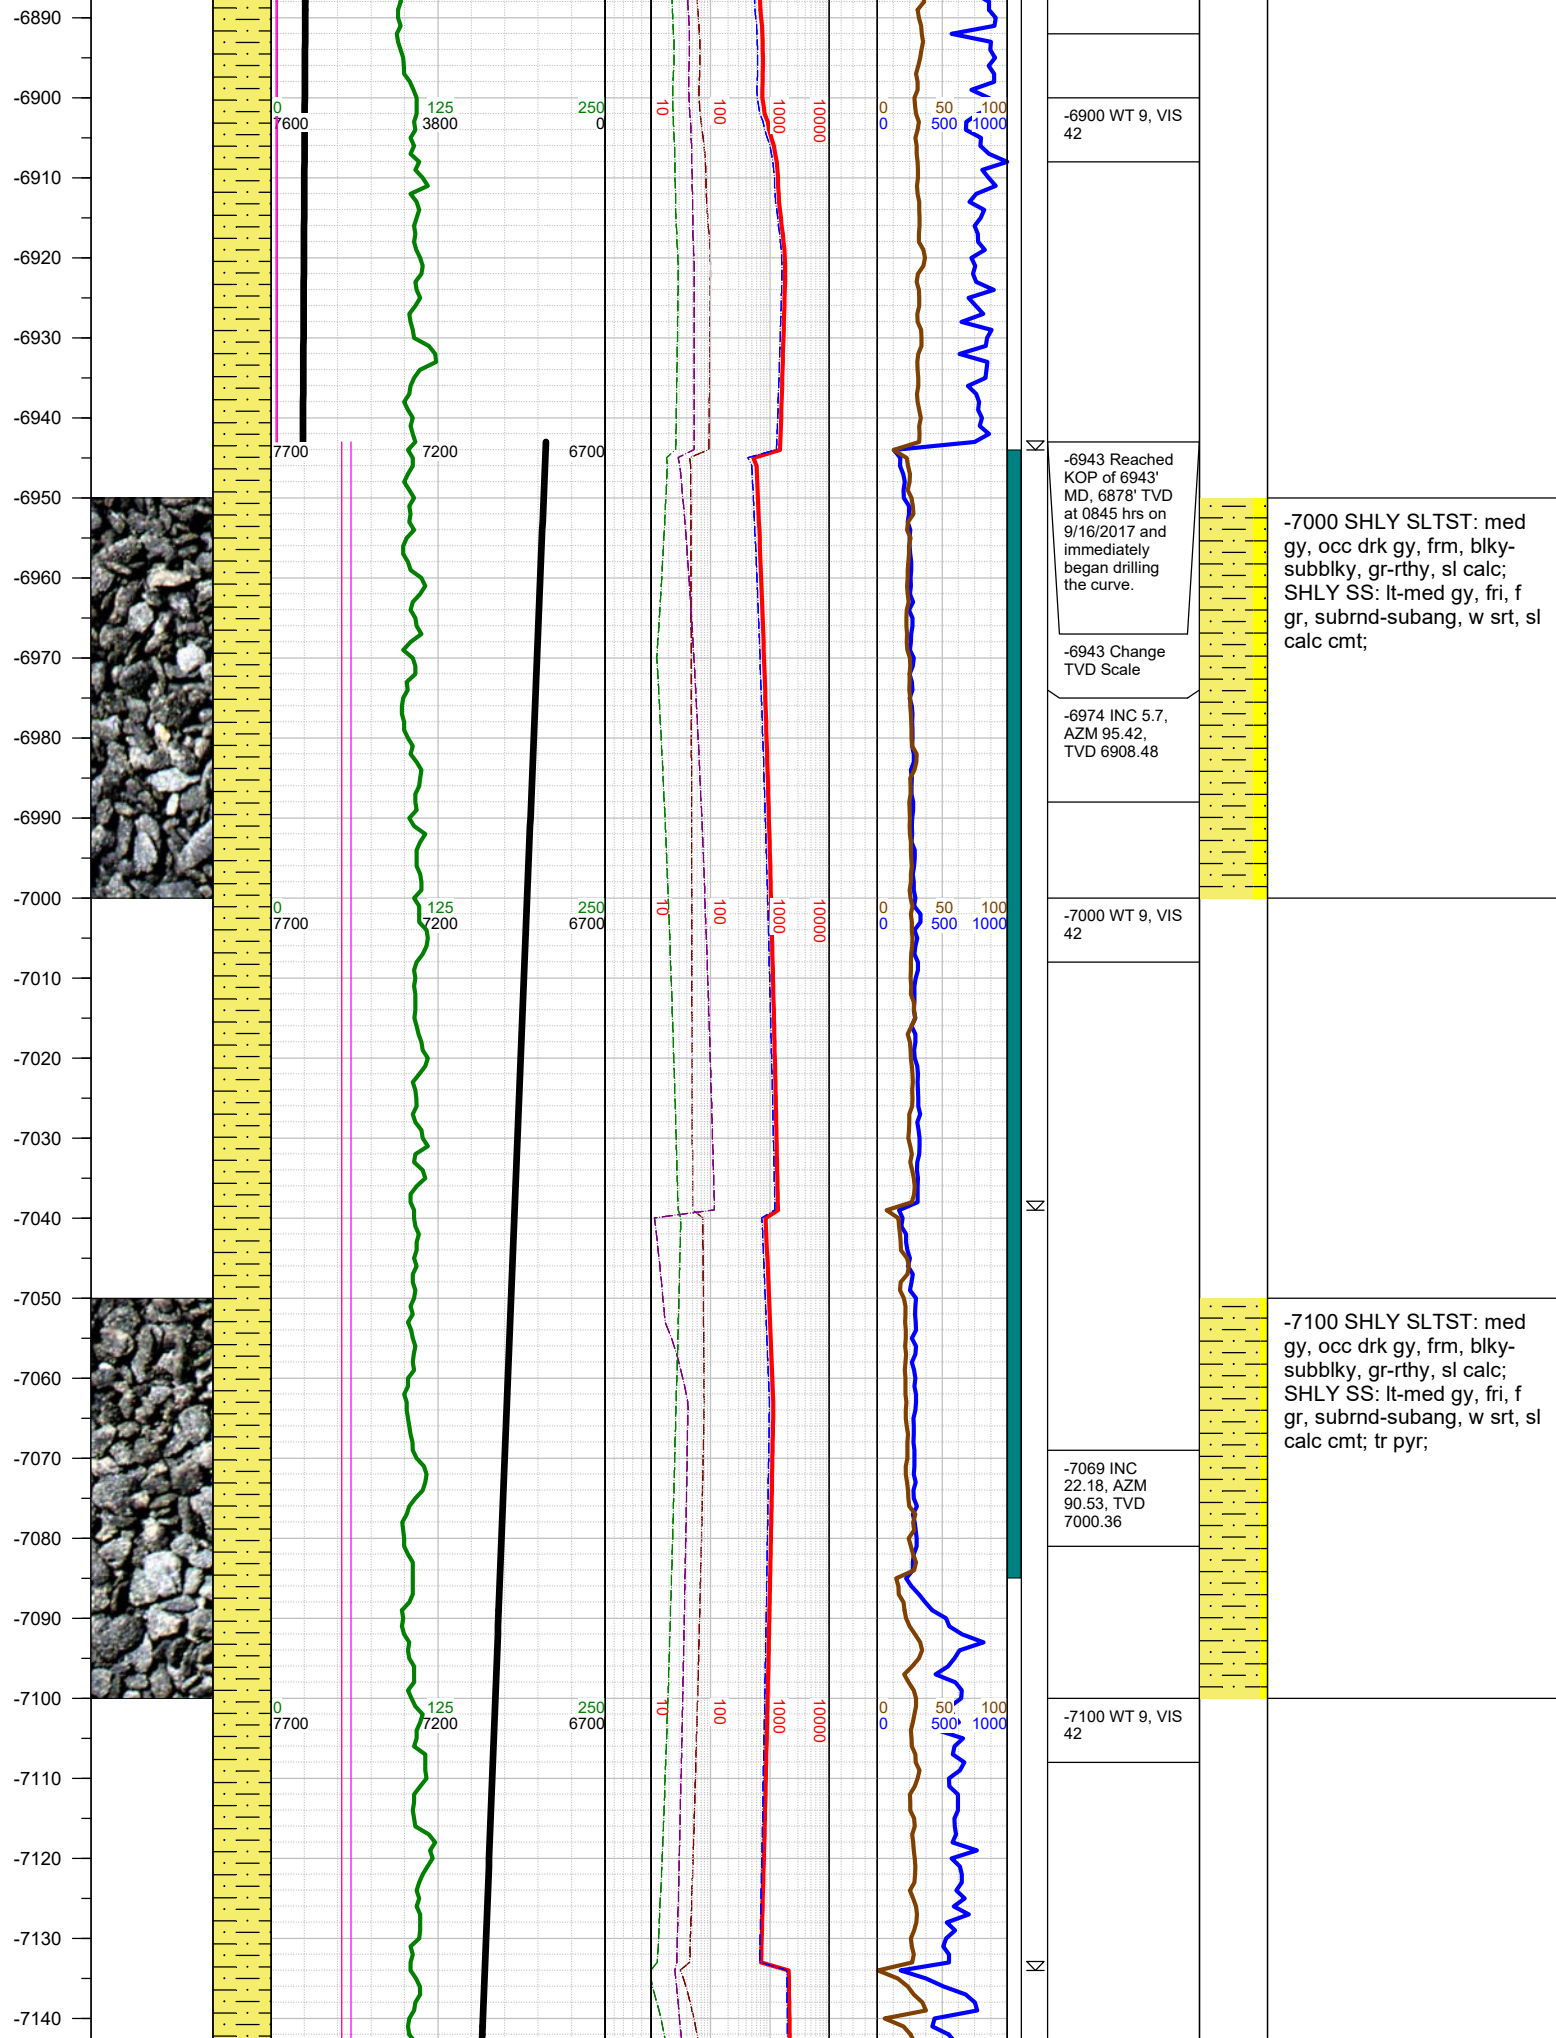 -6890
-6900
0
125
250
7600
3800
0
10
100
1000
10000
0
50
100
0
500
1000
-6900 WT 9, VIS
42
-6910
-6920
-6930
-6940
7700
7200
6700
-6943 Reached
KOP of 6943'
MD, 6878' TVD
at 0845 hrs on
9/16/2017 and
immediately
began drilling
the curve.
-6950
-7000 SHLY SLTST: med
gy, occ drk gy, frm, blky-
subblky, gr-rthy, sl calc;
SHLY SS: lt-med gy, fri, f
gr, subrnd-subang, w srt, sl
calc cmt;
-6960
-6970
-6943 Change
TVD Scale
-6974 INC 5.7,
AZM 95.42,
TVD 6908.48
-6980
-6990
-7000
0
125
250
7700
7200
6700
10
100
1000
10000
0
50
100
0
500
1000
-7000 WT 9, VIS
42
-7010
-7020
-7030
-7040
-7050
-7100 SHLY SLTST: med
gy, occ drk gy, frm, blky-
subblky, gr-rthy, sl calc;
SHLY SS: lt-med gy, fri, f
gr, subrnd-subang, w srt, sl
calc cmt; tr pyr;
-7060
-7070
-7069 INC
22.18, AZM
90.53, TVD
7000.36
-7080
-7090
-7100
0
125
250
7700
7200
6700
10
100
1000
10000
0
50
100
0
500
1000
-7100 WT 9, VIS
42
-7110
-7120
-7130
-7140